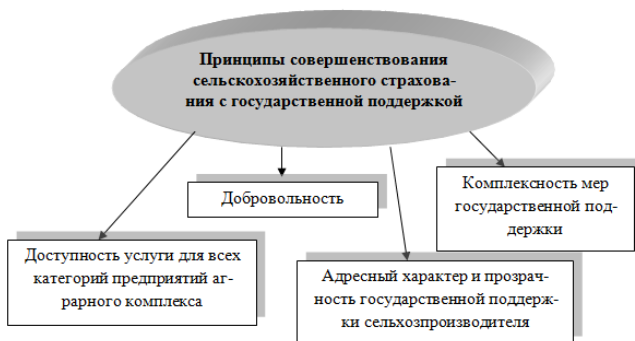 Принципы совершенствования
сельскохозяйственного страхова-
ния с государственной поддержкой
Добровольность
Комплексность мер
государственной под-
держки
Доступность услуги для всех
категорий предприятий аг-
рарного комплекса
Адресный характер и прозрач-
ность государственной поддерж-
ки сельхозпроизводителя